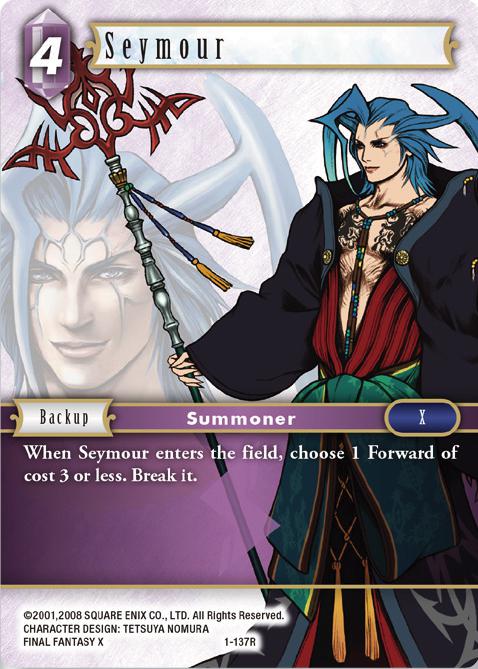 4
Seymour
Backup
Summoner
X
When Seymour enters the field, choose 1 Forward of
cost 3 or less. Break it.
©2001,2008 SQUARE ENIX CO., LTD. All Rights Reserved.
CHARACTER DESIGN: TETSUYA NOMURA
FINAL FANTASY X
1-137R